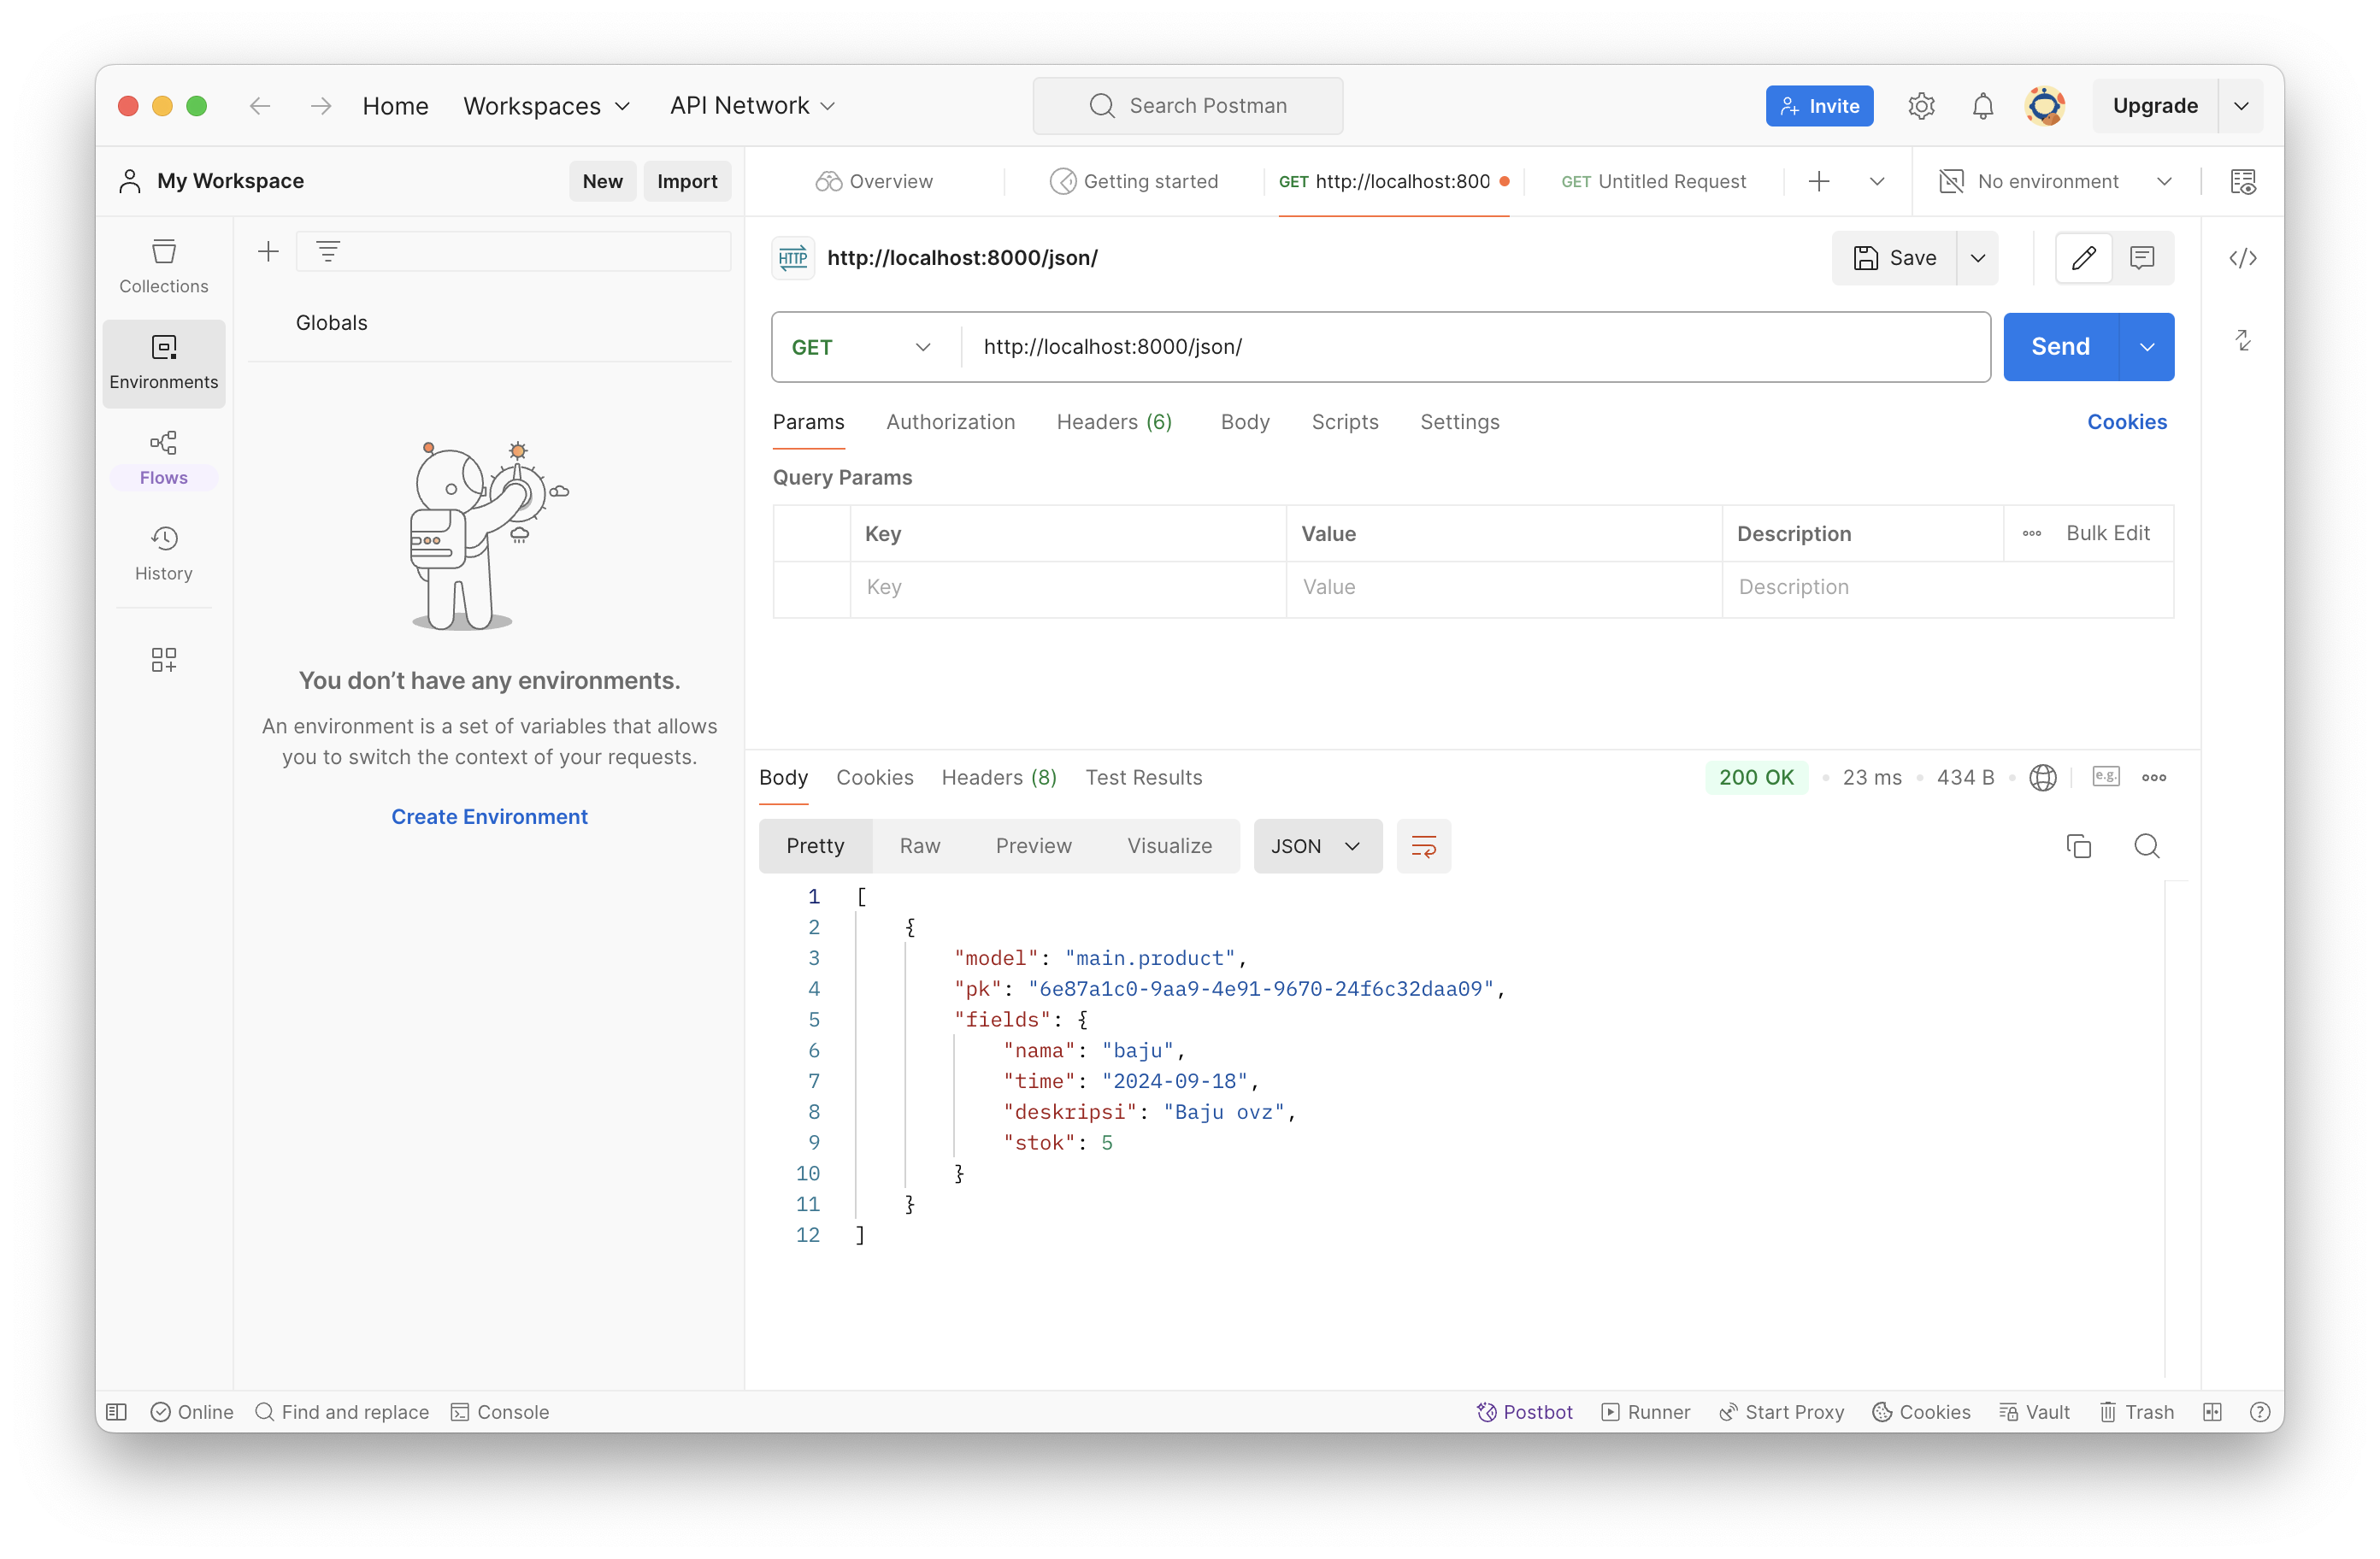 Home Workspaces API Network Search Postman Invite Upgrade
My Workspace New Import
Overview Getting started GET http://localhost:800 GET Untitled Request No environment
Collections
Environments
Flows
History
Globals
You don’t have any environments.
An environment is a set of variables that allows
you to switch the context of your requests.
Create Environment
HTTP http://localhost:8000/json/ Save
GET http://localhost:8000/json/ Send
Params Authorization Headers (6) Body Scripts Settings Cookies
Query Params
Key Value Description Bulk Edit
Key Value Description
Body Cookies Headers (8) Test Results 200 OK 23 ms 434 B e.g.
Pretty Raw Preview Visualize JSON
1 [
2 {
3 "model": "main.product",
4 "pk": "6e87a1c0-9aa9-4e91-9670-24f6c32daa09",
5 "fields": {
6 "nama": "baju",
7 "time": "2024-09-18",
8 "deskripsi": "Baju ovz",
9 "stok": 5
10 }
11 }
12 ]
Online Find and replace Console Postbot Runner Start Proxy Cookies Vault Trash